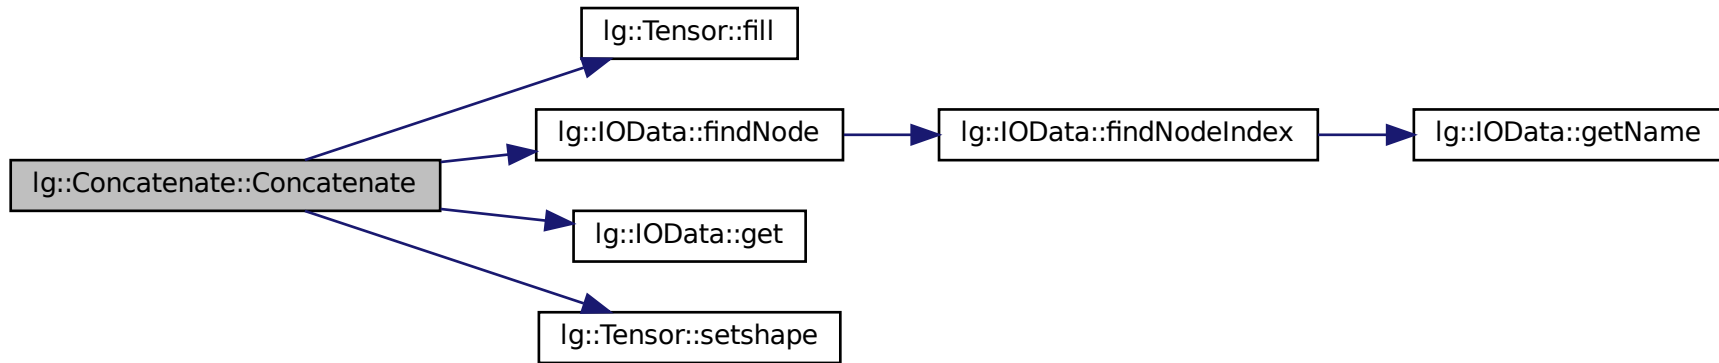 lg::Tensor::fill
lg::IOData::findNode
lg::IOData::findNodeIndex
lg::IOData::getName
lg::Concatenate::Concatenate
lg::IOData::get
lg::Tensor::setshape